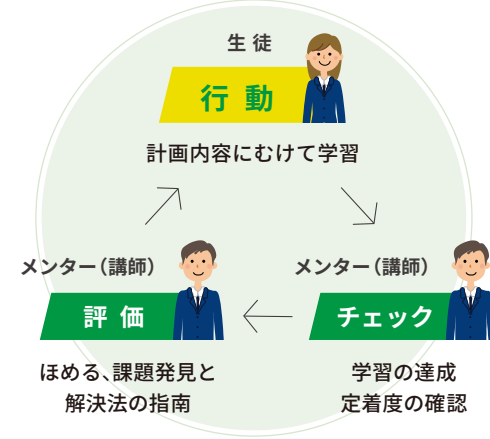 生徒
行動
計画内容にむけて学習
メンター（講師）
チェック
学習の達成
定着度の確認
メンター（講師）
評価
ほめる、課題発見と
解決法の指南